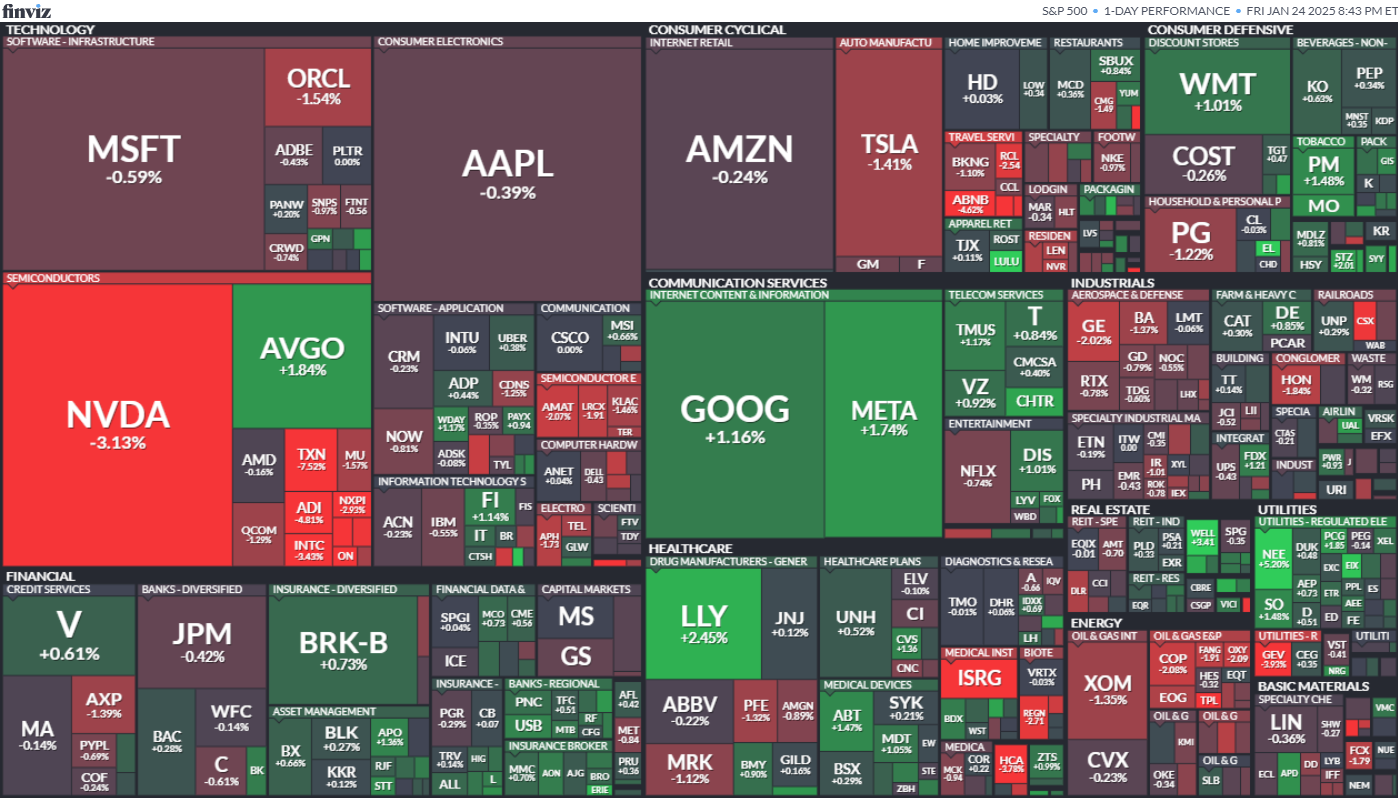 finviz
S&P 500 • 1-DAY PERFORMANCE • FRI JAN 24 2025 8:43 PM ET
TECHNOLOGY
SOFTWARE - INFRASTRUCTURE
MSFT
-0.59%
ORCL
-1.54%
ADBE
-0.43%
PLTR
0.00%
PANW
+0.20%
SNPS
-0.97%
FTNT
-0.56
CRWD
-0.74%
GPN
CONSUMER ELECTRONICS
AAPL
-0.39%
SEMICONDUCTORS
NVDA
-3.13%
AVGO
+1.84%
AMD
-0.16%
TXN
-7.52%
MU
-1.57%
QCOM
-1.29%
ADI
-4.81%
NXPI
-2.93%
INTC
-3.43%
ON
SOFTWARE - APPLICATION
CRM
-0.23%
INTU
-0.06%
UBER
+0.38%
ADP
+0.44%
CDNS
-1.25%
NOW
-0.81%
WDAY
+1.17%
ROP
-0.35%
PAYX
+0.94
ADSK
-0.08%
TYL
COMMUNICATION
CSCO
0.00%
MSI
+0.66%
SEMICONDUCTOR E
AMAT
-2.07%
LRCX
-1.91
KLAC
-1.46%
TER
COMPUTER HARDW
ANET
+0.04%
DELL
-0.43
INFORMATION TECHNOLOGY S
ACN
-0.23%
IBM
-0.55%
FI
+1.14%
FIS
IT
BR
CTSH
ELECTRO
APH
-1.73
TEL
GLW
SCIENTI
FTV
TDY
CONSUMER CYCLICAL
INTERNET RETAIL
AMZN
-0.24%
AUTO MANUFACTU
TSLA
-1.41%
GM
F
HOME IMPROVEME
HD
+0.03%
LOW
+0.34
RESTAURANTS
MCD
+0.36%
SBUX
+0.84%
CMG
-1.49
YUM
TRAVEL SERVI
BKNG
-1.10%
RCL
-2.54
ABNB
-4.62%
CCL
SPECIALTY
FOOTW
NKE
-0.97%
LODGIN
MAR
-0.34
HLT
PACKAGIN
APPAREL RET
TJX
+0.11%
ROST
LULU
RESIDEN
LEN
NVR
LVS
CONSUMER DEFENSIVE
DISCOUNT STORES
WMT
+1.01%
COST
-0.26%
TGT
+0.47
BEVERAGES - NON-
KO
+0.63%
PEP
+0.34%
MNST
+0.35
KDP
TOBACCO
PM
+1.48%
MO
PACK
GIS
K
HOUSEHOLD & PERSONAL P
PG
-1.22%
CL
-0.03%
EL
CHD
MDLZ
+0.81%
HSY
KR
STZ
+2.01
SYY
COMMUNICATION SERVICES
INTERNET CONTENT & INFORMATION
GOOG
+1.16%
META
+1.74%
TELECOM SERVICES
TMUS
+1.17%
T
+0.84%
VZ
+0.92%
CMCSA
+0.40%
CHTR
ENTERTAINMENT
NFLX
-0.74%
DIS
+1.01%
LYV
FOX
WBD
INDUSTRIALS
AEROSPACE & DEFENSE
GE
-2.02%
BA
-1.37%
LMT
-0.06%
RTX
-0.78%
GD
-0.79%
NOC
-0.55%
TDG
-0.60%
LHX
FARM & HEAVY C
CAT
+0.30%
DE
+0.85%
PCAR
RAILROADS
UNP
+0.29%
CSX
WAB
BUILDING
TT
+0.14%
JCI
-0.52
LII
CONGLOMER
HON
-1.84%
WASTE
WM
-0.32
RSG
SPECIALTY INDUSTRIAL MA
ETN
-0.19%
ITW
0.00
CMI
-0.35
PH
EMR
-0.43
IR
-1.01
XYL
ROK
-0.78
IEX
INTEGRAT
UPS
-0.43
FDX
+1.21
SPECIA
CTAS
-0.21
AIRLIN
UAL
VRSK
EFX
INDUST
PWR
+0.93
J
URI
REAL ESTATE
REIT - SPE
EQIX
-0.01
AMT
-0.70
DLR
CCI
REIT - IND
PLD
+0.33
PSA
+0.21
EXR
WELL
+3.41
SPG
-0.35
REIT - RES
EQR
CBRE
CSGP
VICI
UTILITIES
UTILITIES - REGULATED ELE
NEE
+5.20%
DUK
+0.48
PCG
+1.85
PEG
-0.14
XEL
EXC
EIX
SO
+1.48%
AEP
+0.73
ETR
PPL
ES
D
+0.51
AEE
ED
FE
UTILITIES - R
GEV
-3.93%
CEG
+0.35
VST
-0.41
NRG
UTILITI
HEALTHCARE
DRUG MANUFACTURERS - GENER
LLY
+2.45%
JNJ
+0.12%
ABBV
-0.22%
PFE
-1.32%
AMGN
-0.89%
MRK
-1.12%
BMY
+0.90%
GILD
+0.16%
HEALTHCARE PLANS
UNH
+0.52%
ELV
-0.10%
CI
CVS
+1.36
CNC
MEDICAL DEVICES
ABT
+1.47%
SYK
+0.21%
MDT
+1.05%
EW
BSX
+0.29%
STE
ZBH
DIAGNOSTICS & RESEA
TMO
-0.01%
DHR
+0.06%
A
-0.66
IQV
IDXX
+0.69
LH
MEDICAL INST
ISRG
BDX
WST
BIOTE
VRTX
-0.03%
REGN
-2.71
MEDICA
MCK
-0.94
COR
+0.22
HCA
-3.78%
ZTS
+0.99%
ENERGY
OIL & GAS INT
XOM
-1.35%
CVX
-0.23%
OIL & GAS E&P
COP
-2.08%
FANG
-1.91
OXY
-2.09
EOG
HES
-0.32
EQT
TPL
OIL & G
KMI
OKE
-0.34
OIL & G
OIL & G
SLB
BASIC MATERIALS
SPECIALTY CHE
LIN
-0.36%
SHW
-0.27
VMC
ECL
APD
DD
LYB
IFF
FCX
-1.79
NUE
NEM
FINANCIAL
CREDIT SERVICES
V
+0.61%
MA
-0.14%
AXP
-1.39%
PYPL
-0.69%
COF
-0.24%
BANKS - DIVERSIFIED
JPM
-0.42%
BAC
+0.28%
WFC
-0.14%
C
-0.61%
BK
INSURANCE - DIVERSIFIED
BRK-B
+0.73%
ASSET MANAGEMENT
BX
+0.66%
BLK
+0.27%
APO
+1.36%
KKR
+0.12%
RJF
STT
FINANCIAL DATA &
SPGI
+0.04%
MCO
+0.73
CME
+0.56
ICE
CAPITAL MARKETS
MS
GS
INSURANCE -
PGR
-0.29%
CB
+0.07
TRV
+0.14%
HIG
ALL
L
BANKS - REGIONAL
PNC
TFC
+0.51
USB
MTB
RF
CFG
AFL
+0.42
MET
-0.84
PRU
+0.36
INSURANCE BROKER
MMC
+0.70%
AON
AJG
BRO
ERIE